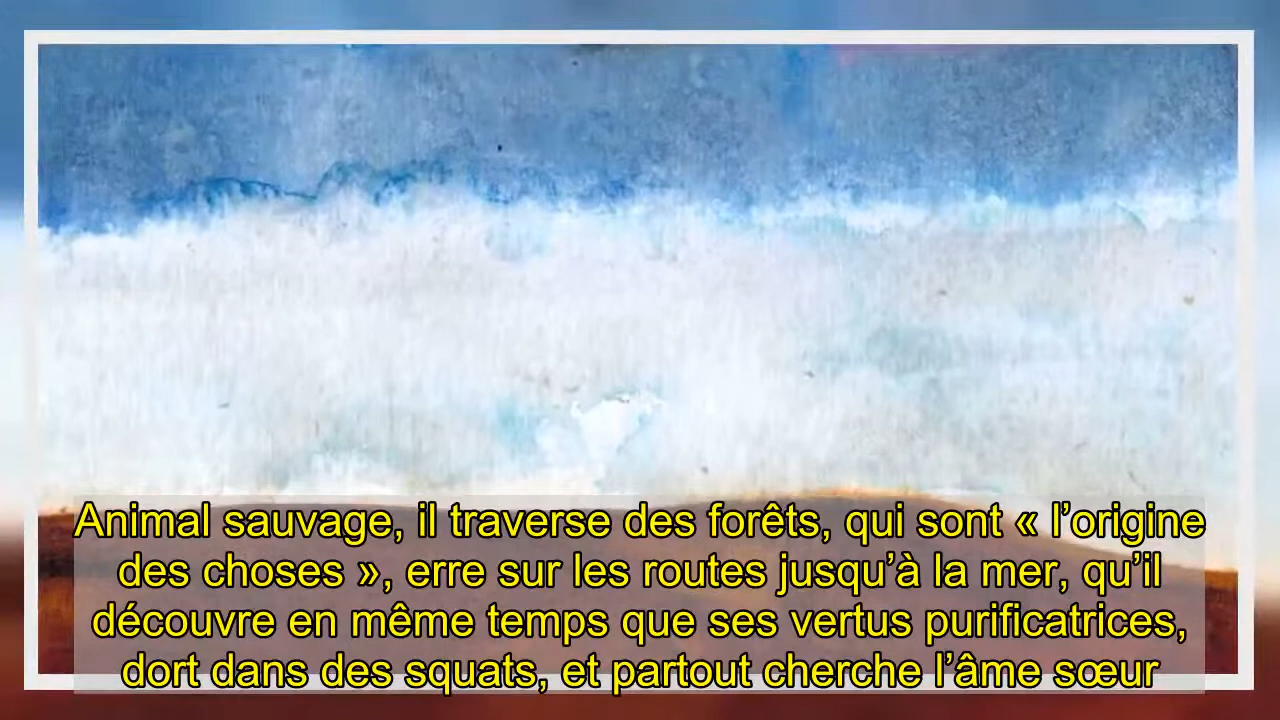 Animal sauvage, il traverse des forêts, qui sont « l’origine
des choses », erre sur les routes jusqu’à la mer, qu’il
découvre en même temps que ses vertus purificatrices,
dort dans des squats, et partout cherche l’âme sœur